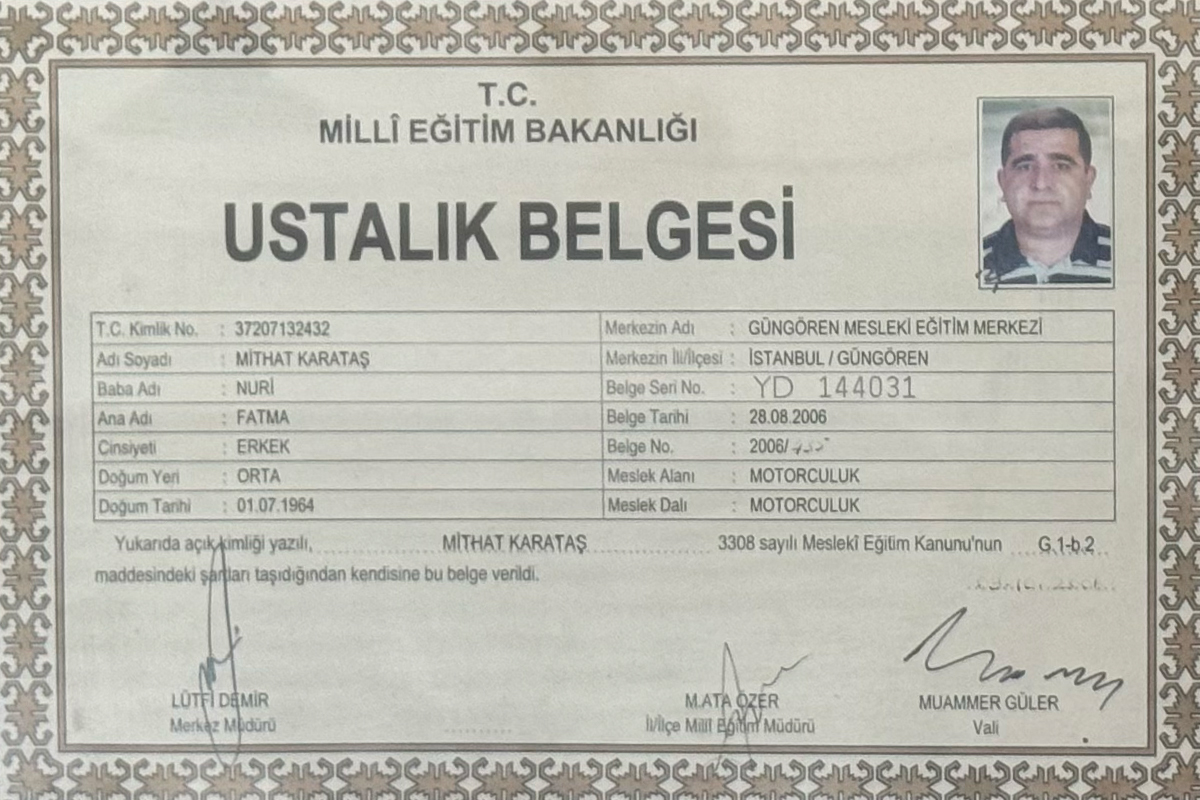 T.C.
MİLLÎ EĞİTİM BAKANLIĞI
USTALIK BELGESİ
T.C. Kimlik No. : 37207132432
Adı Soyadı : MİTHAT KARATAŞ
Baba Adı : NURİ
Ana Adı : FATMA
Cinsiyeti : ERKEK
Doğum Yeri : ORTA
Doğum Tarihi : 01.07.1964
Merkezin Adı : GÜNGÖREN MESLEKİ EĞİTİM MERKEZİ
Merkezin İli/İlçesi : İSTANBUL / GÜNGÖREN
Belge Seri No. : YD 144031
Belge Tarihi : 28.08.2006
Belge No. : 2006/
Meslek Alanı : MOTORCULUK
Meslek Dalı : MOTORCULUK
Yukarıda açık kimliği yazılı, MİTHAT KARATAŞ 3308 sayılı Meslekî Eğitim Kanunu'nun G.1-b.2
maddesindeki şartları taşıdığından kendisine bu belge verildi.
LÜTFİ DEMİR
Merkez Müdürü
M.ATA ÖZER
İl/İlçe Millî Eğitim Müdürü
MUAMMER GÜLER
Vali